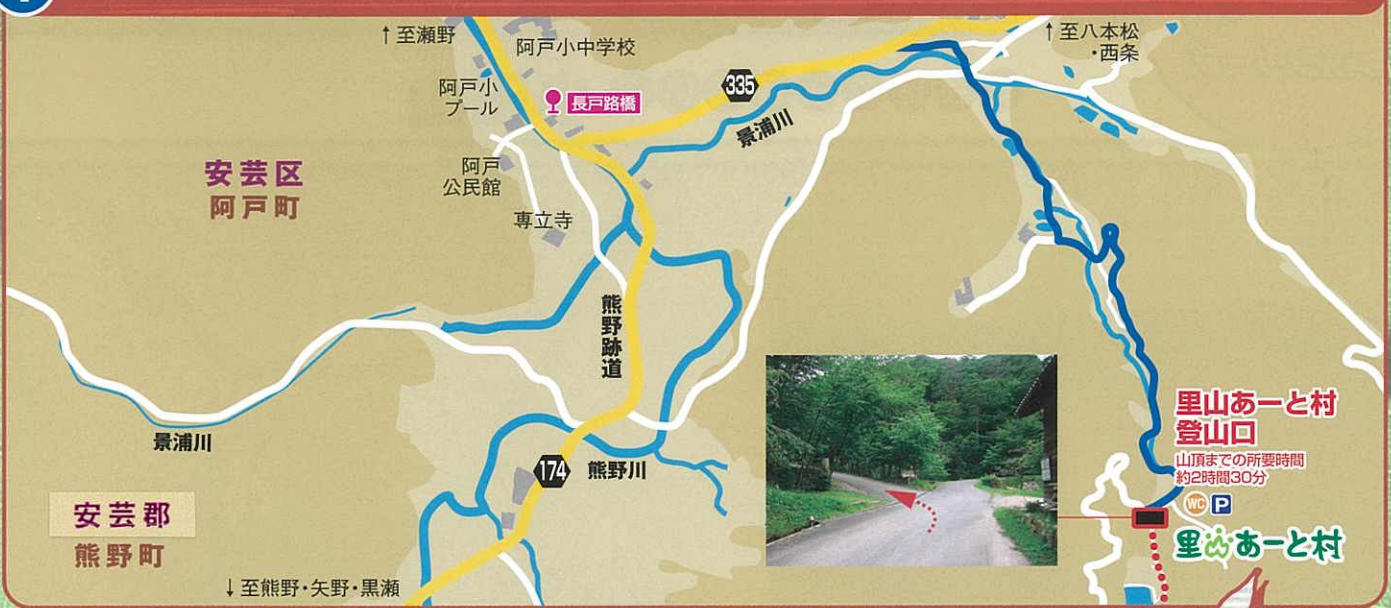 ↑至瀬野
阿戸小中学校
↑至八本松
・西条
阿戸小
プール
長戸路橋
335
景浦川
安芸区
阿戸町
阿戸
公民館
専立寺
熊野跡道
里山あーと村
登山口
山頂までの所要時間
約2時間30分
WC P
里山あーと村
景浦川
174
熊野川
安芸郡
熊野町
↓至熊野・矢野・黒瀬